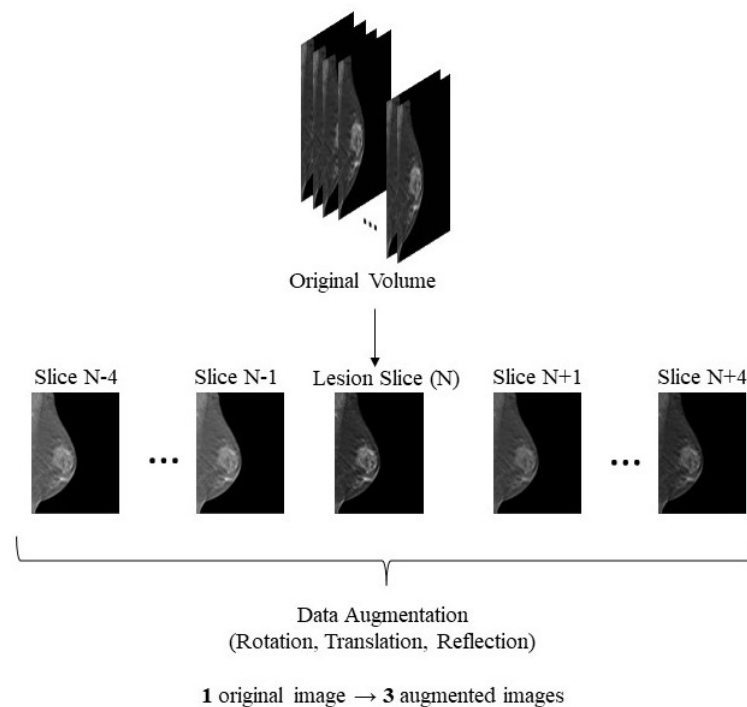 ...
Original Volume
Slice N-4 Slice N-1 Lesion Slice (N) Slice N+1 Slice N+4
... ...
Data Augmentation
(Rotation, Translation, Reflection)
1 original image → 3 augmented images